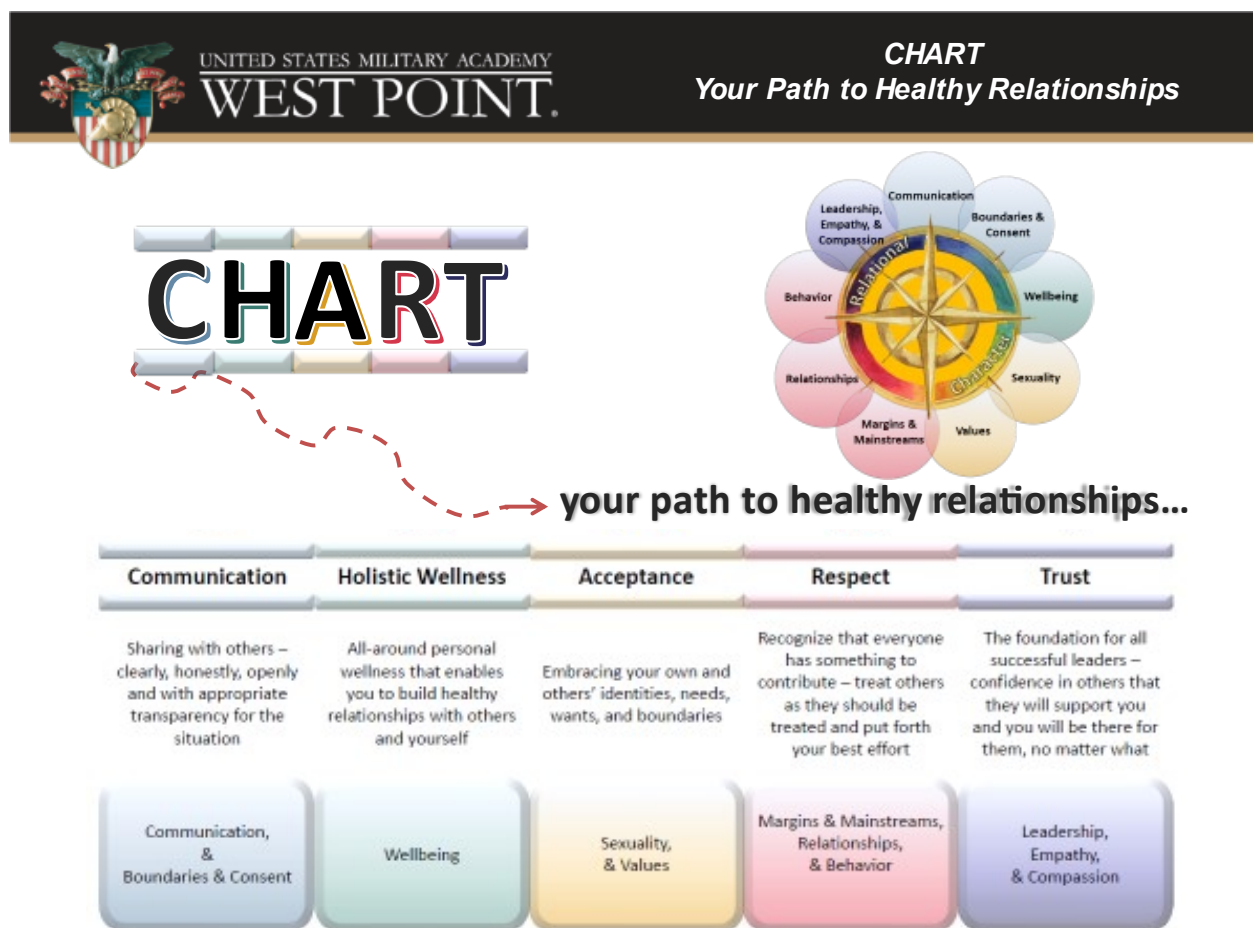 UNITED STATES MILITARY ACADEMY
WEST POINT.
CHART
Your Path to Healthy Relationships
CHART
Communication
Boundaries &
Consent
Wellbeing
Sexuality
Values
Margins &
Mainstreams
Relationships
Behavior
Leadership,
Empathy, &
Compassion
Relational
Character
your path to healthy relationships...
Communication
Sharing with others –
clearly, honestly, openly
and with appropriate
transparency for the
situation
Communication,
&
Boundaries & Consent
Holistic Wellness
All-around personal
wellness that enables
you to build healthy
relationships with others
and yourself
Wellbeing
Acceptance
Embracing your own and
others' identities, needs,
wants, and boundaries
Sexuality,
& Values
Respect
Recognize that everyone
has something to
contribute – treat others
as they should be
treated and put forth
your best effort
Margins & Mainstreams,
Relationships,
& Behavior
Trust
The foundation for all
successful leaders –
confidence in others that
they will support you
and you will be there for
them, no matter what
Leadership,
Empathy,
& Compassion